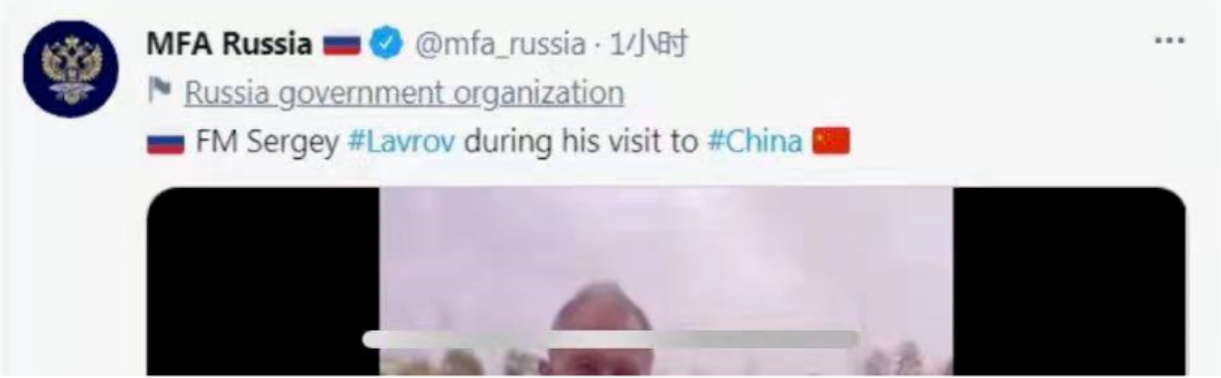 MFA Russia 🇷🇺 @mfa_russia · 1小时
Russia government organization
🇷🇺 FM Sergey #Lavrov during his visit to #China 🇨🇳